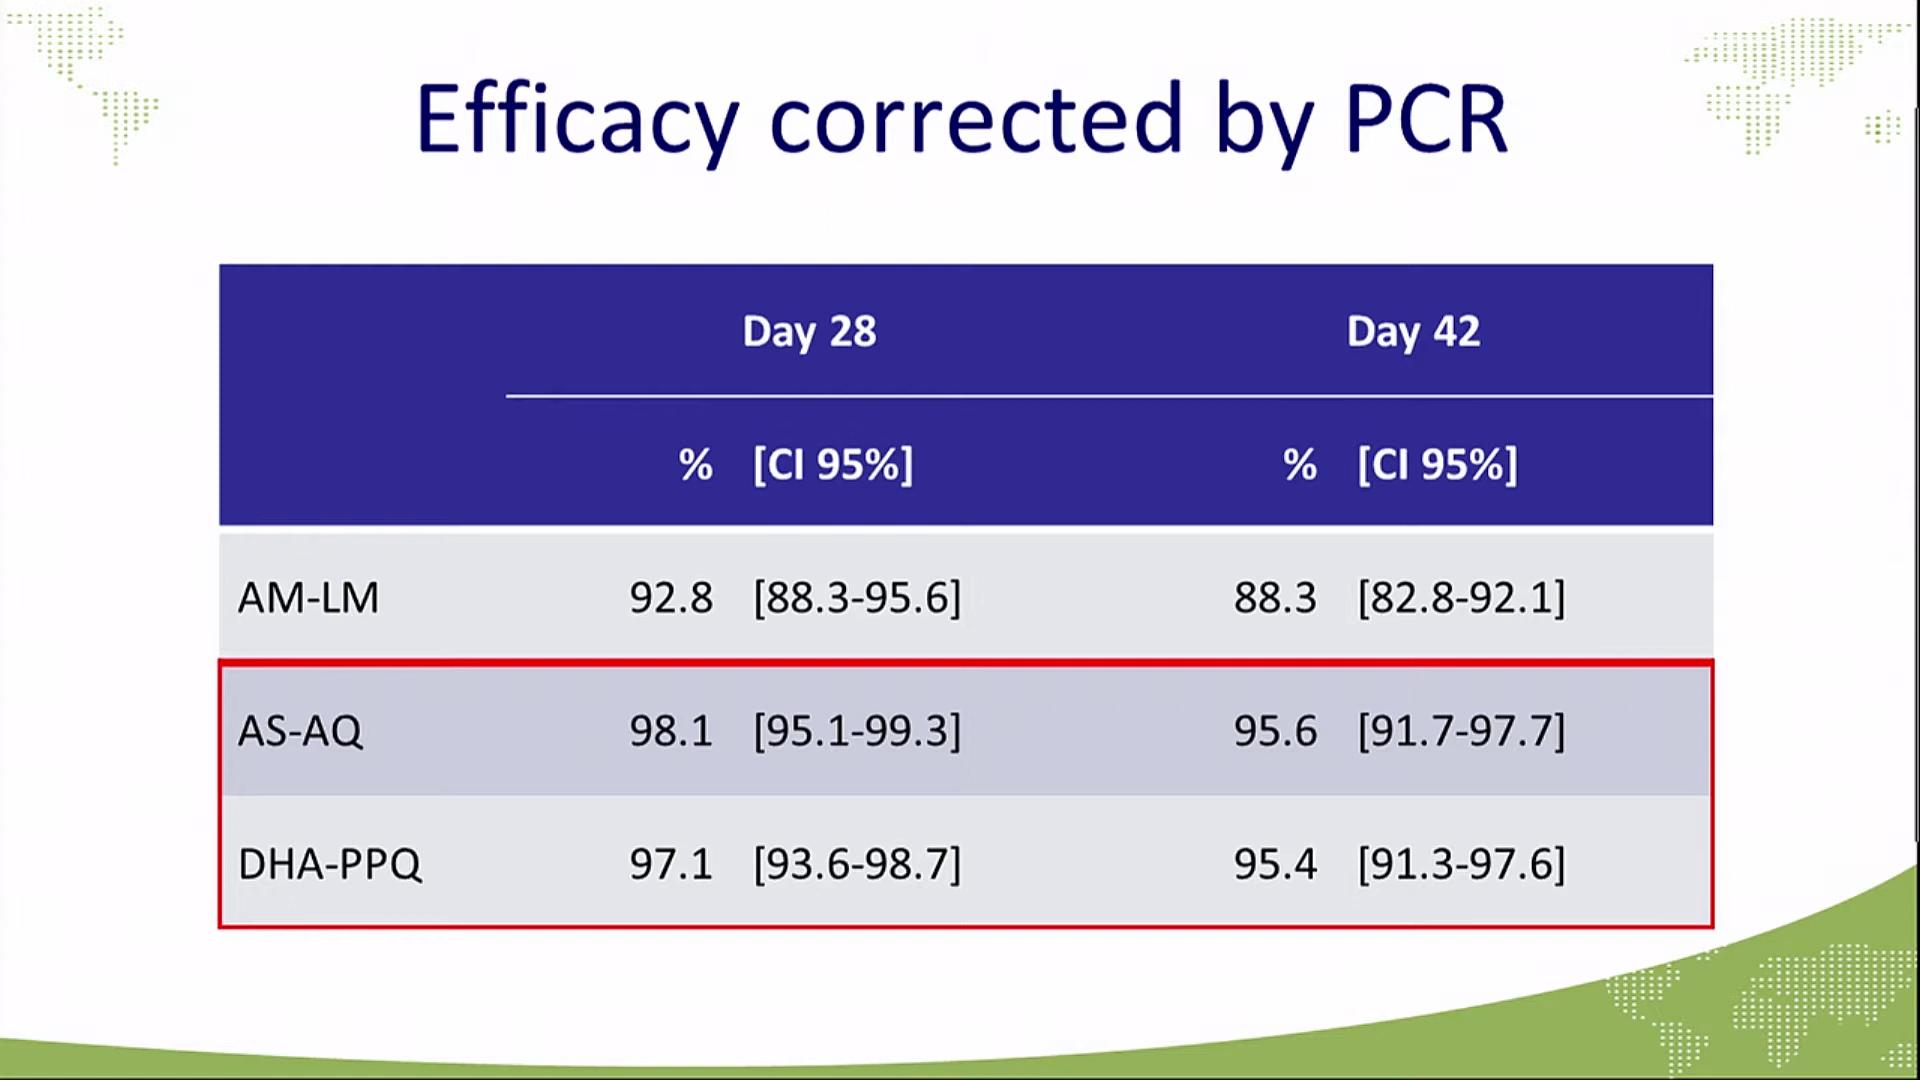 Efficacy corrected by PCR
Day 28 Day 42
% [CI 95%] % [CI 95%]
AM-LM 92.8 [88.3-95.6] 88.3 [82.8-92.1]
AS-AQ 98.1 [95.1-99.3] 95.6 [91.7-97.7]
DHA-PPQ 97.1 [93.6-98.7] 95.4 [91.3-97.6]